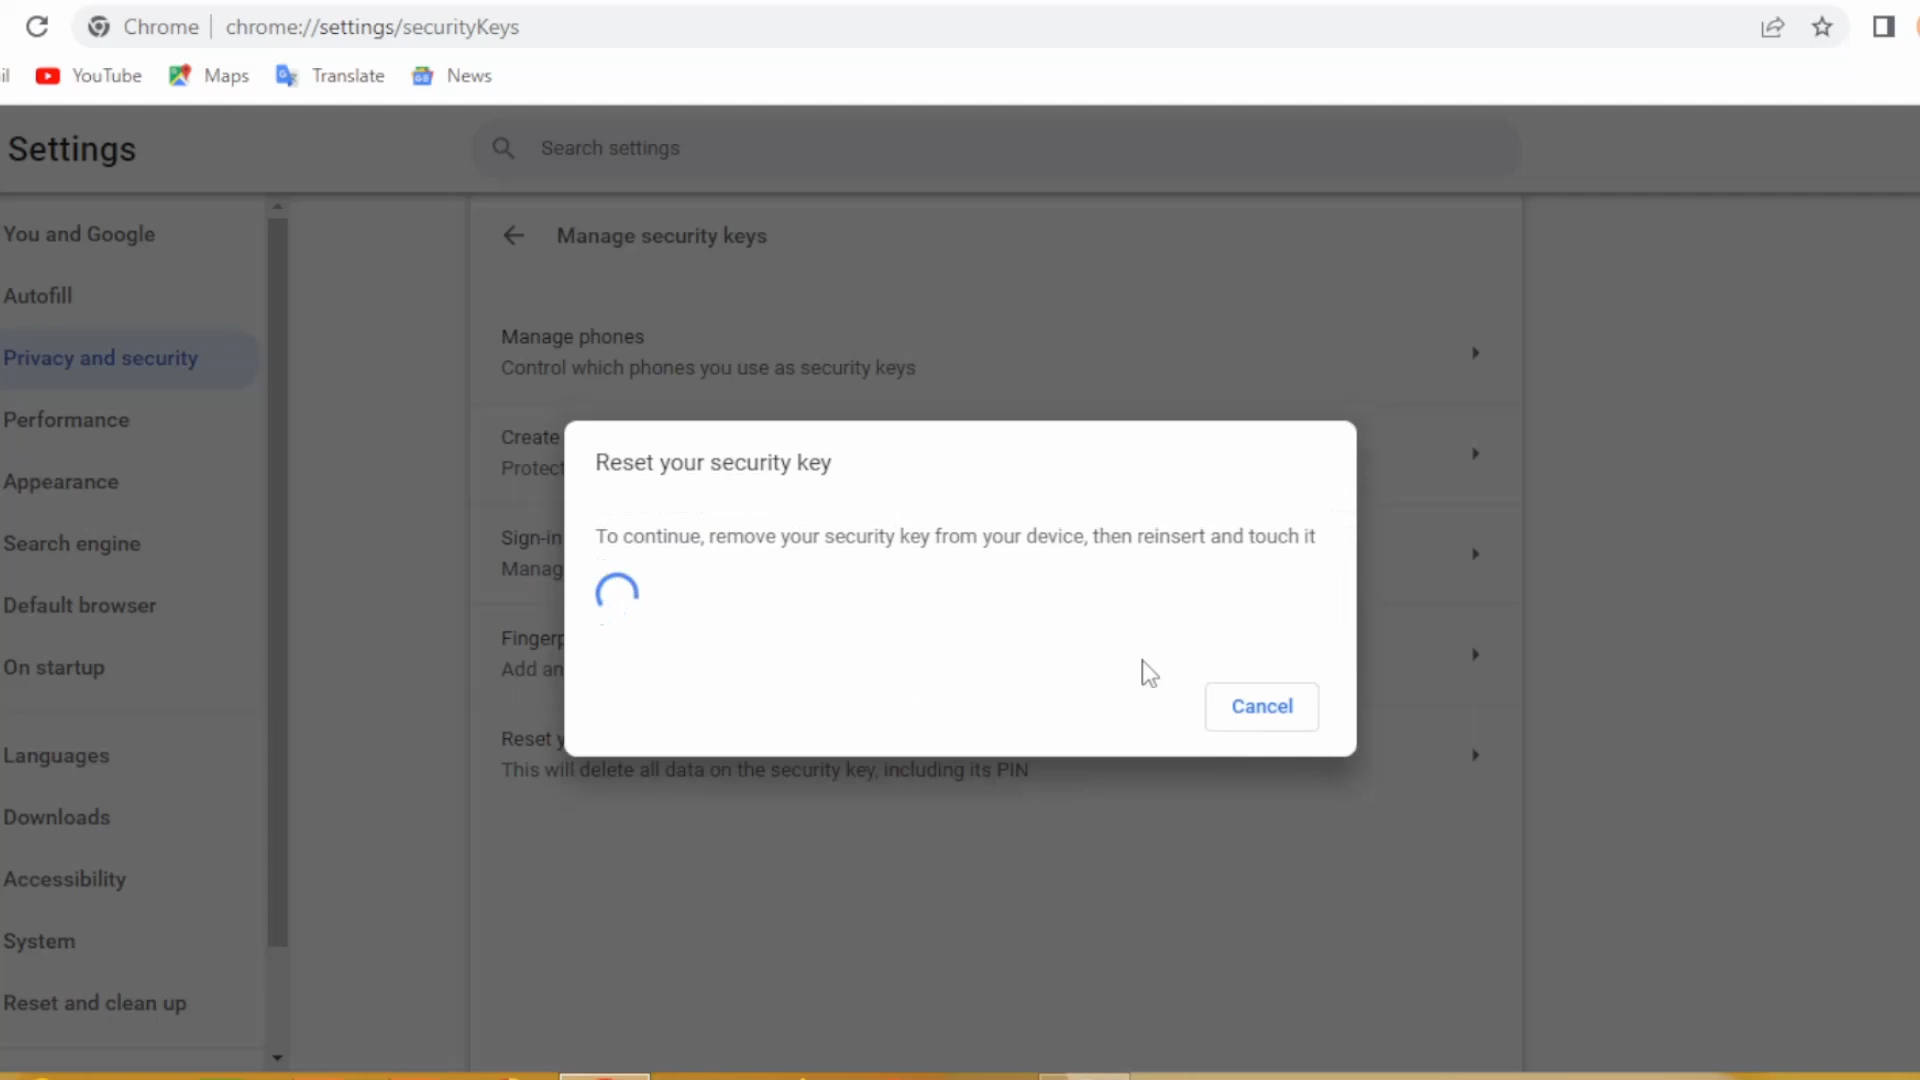 Chrome | chrome://settings/securityKeys
YouTube Maps Translate News
Settings
Search settings
You and Google
Autofill
Privacy and security
Performance
Appearance
Search engine
Default browser
On startup
Languages
Downloads
Accessibility
System
Reset and clean up
Manage security keys
Manage phones
Control which phones you use as security keys
Create
Protect
Sign-in
Manag
Fingerp
Add an
Reset y
This will delete all data on the security key, including its PIN
Reset your security key
To continue, remove your security key from your device, then reinsert and touch it
Cancel